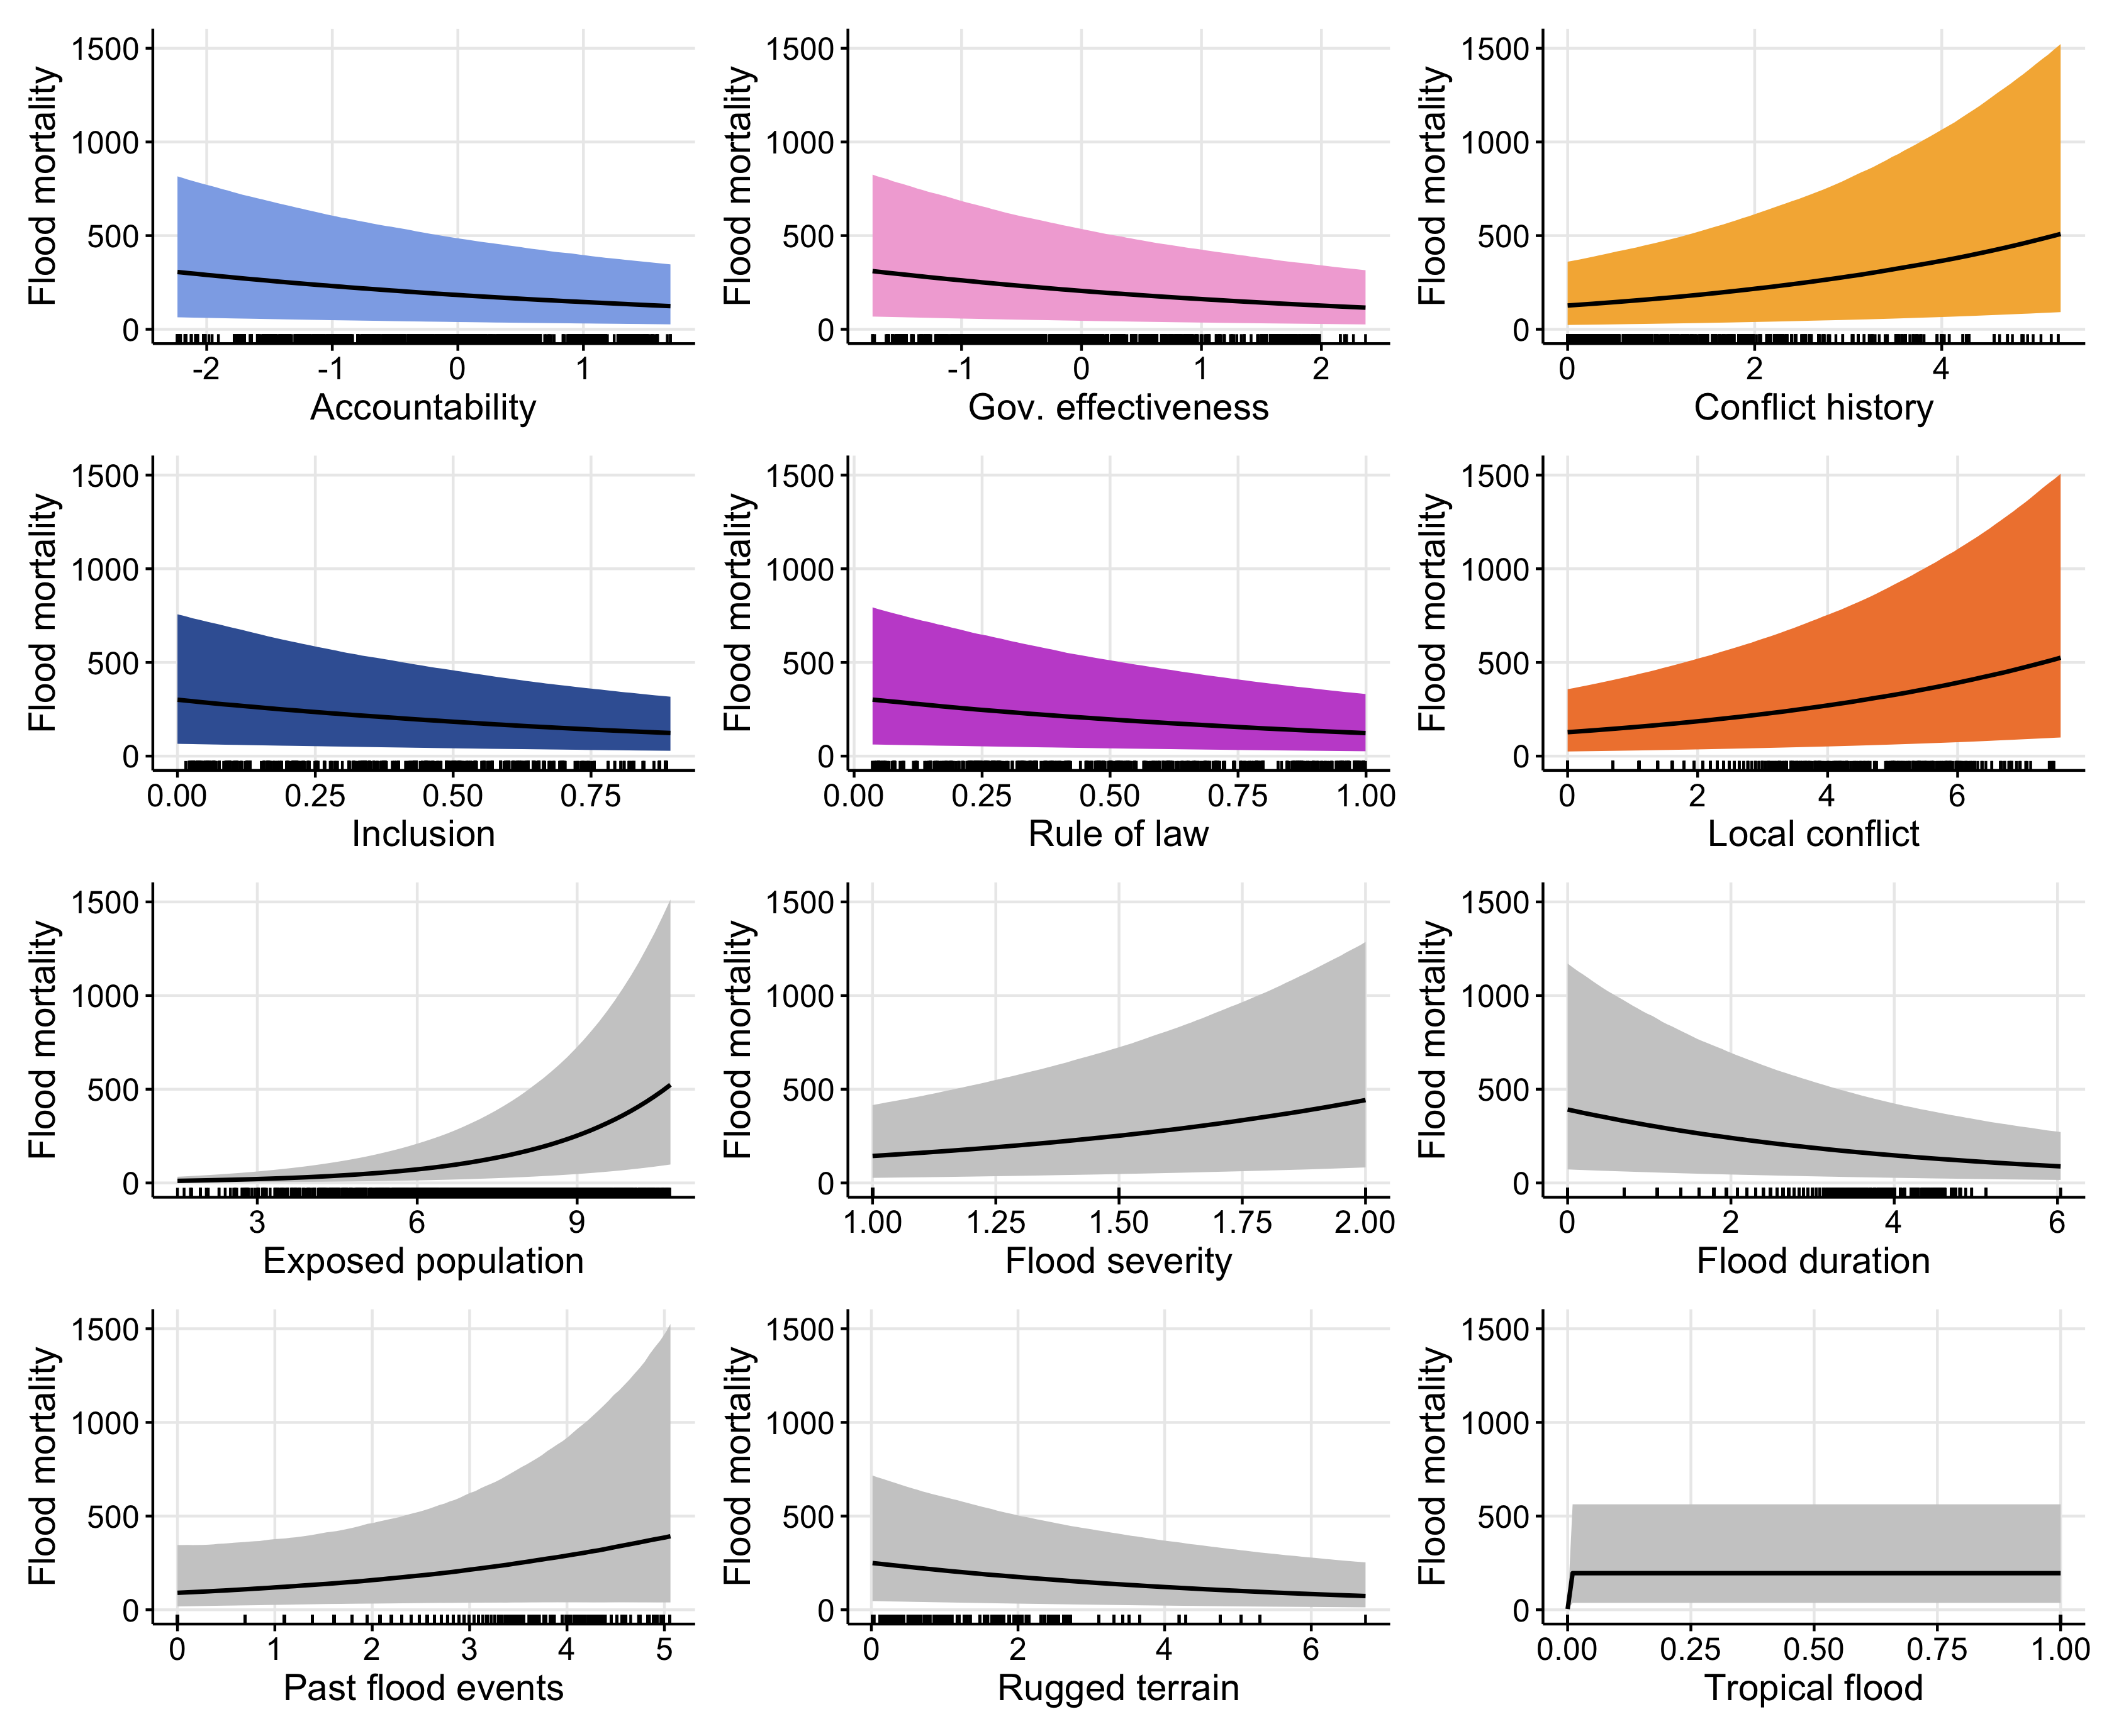 Flood mortality
1500
1000
500
0
-2 -1 0 1
Accountability
Flood mortality
1500
1000
500
0
-1 0 1 2
Gov. effectiveness
Flood mortality
1500
1000
500
0
0 2 4
Conflict history
Flood mortality
1500
1000
500
0
0.00 0.25 0.50 0.75
Inclusion
Flood mortality
1500
1000
500
0
0.00 0.25 0.50 0.75 1.00
Rule of law
Flood mortality
1500
1000
500
0
0 2 4 6
Local conflict
Flood mortality
1500
1000
500
0
3 6 9
Exposed population
Flood mortality
1500
1000
500
0
1.00 1.25 1.50 1.75 2.00
Flood severity
Flood mortality
1500
1000
500
0
0 2 4 6
Flood duration
Flood mortality
1500
1000
500
0
0 1 2 3 4 5
Past flood events
Flood mortality
1500
1000
500
0
0 2 4 6
Rugged terrain
Flood mortality
1500
1000
500
0
0.00 0.25 0.50 0.75 1.00
Tropical flood